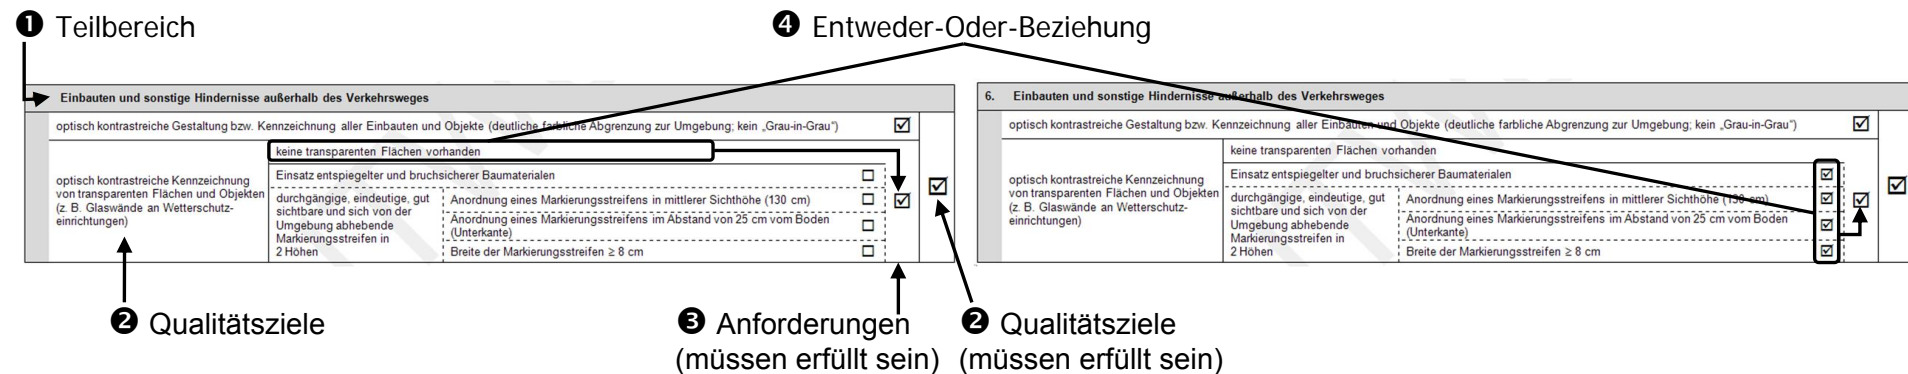 ❶ Teilbereich
❹ Entweder-Oder-Beziehung
Einbauten und sonstige Hindernisse außerhalb des Verkehrsweges
optisch kontrastreiche Gestaltung bzw. Kennzeichnung aller Einbauten und Objekte (deutliche farbliche Abgrenzung zur Umgebung; kein „Grau-in-Grau“)
optisch kontrastreiche Kennzeichnung
von transparenten Flächen und Objekten
(z. B. Glaswände an Wetterschutz-
einrichtungen)
keine transparenten Flächen vorhanden
Einsatz entspiegelter und bruchsicherer Baumaterialen
durchgängige, eindeutige, gut
sichtbare und sich von der
Umgebung abhebende
Markierungsstreifen in
2 Höhen
Anordnung eines Markierungsstreifens in mittlerer Sichthöhe (130 cm)
Anordnung eines Markierungsstreifens im Abstand von 25 cm vom Boden
(Unterkante)
Breite der Markierungsstreifen ≥ 8 cm
6. Einbauten und sonstige Hindernisse außerhalb des Verkehrsweges
optisch kontrastreiche Gestaltung bzw. Kennzeichnung aller Einbauten und Objekte (deutliche farbliche Abgrenzung zur Umgebung; kein „Grau-in-Grau“)
optisch kontrastreiche Kennzeichnung
von transparenten Flächen und Objekten
(z. B. Glaswände an Wetterschutz-
einrichtungen)
keine transparenten Flächen vorhanden
Einsatz entspiegelter und bruchsicherer Baumaterialen
durchgängige, eindeutige, gut
sichtbare und sich von der
Umgebung abhebende
Markierungsstreifen in
2 Höhen
Anordnung eines Markierungsstreifens in mittlerer Sichthöhe (130 cm)
Anordnung eines Markierungsstreifens im Abstand von 25 cm vom Boden
(Unterkante)
Breite der Markierungsstreifen ≥ 8 cm
❷ Qualitätsziele
❸ Anforderungen
(müssen erfüllt sein)
❷ Qualitätsziele
(müssen erfüllt sein)